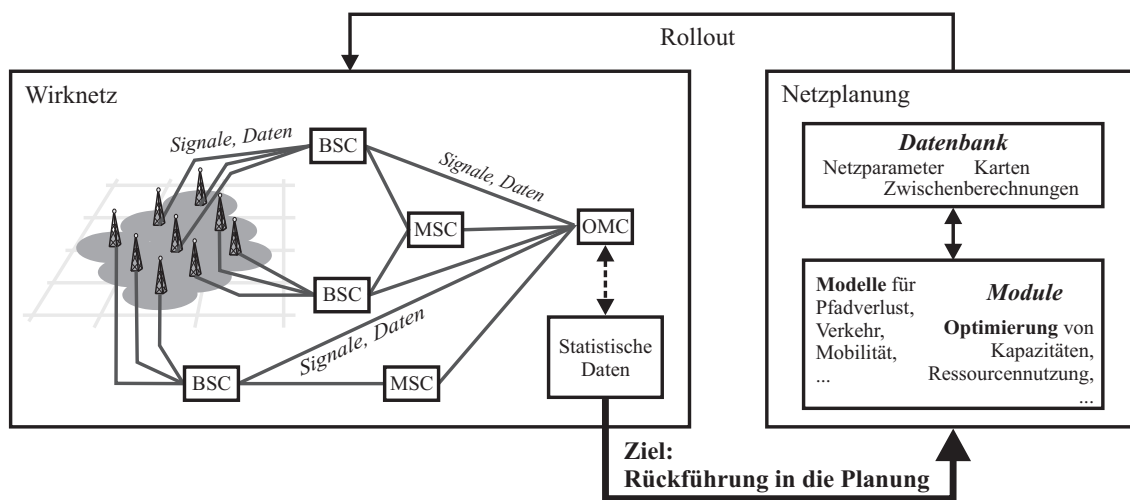 Rollout
Wirknetz
Signale, Daten
BSC
Signale, Daten
MSC
OMC
BSC
Signale, Daten
BSC
MSC
Statistische
Daten
Netzplanung
Datenbank
Netzparameter Karten
Zwischenberechnungen
Modelle für
Pfadverlust,
Verkehr,
Mobilität,
...
Module
Optimierung von
Kapazitäten,
Ressourcennutzung,
...
Ziel:
Rückführung in die Planung